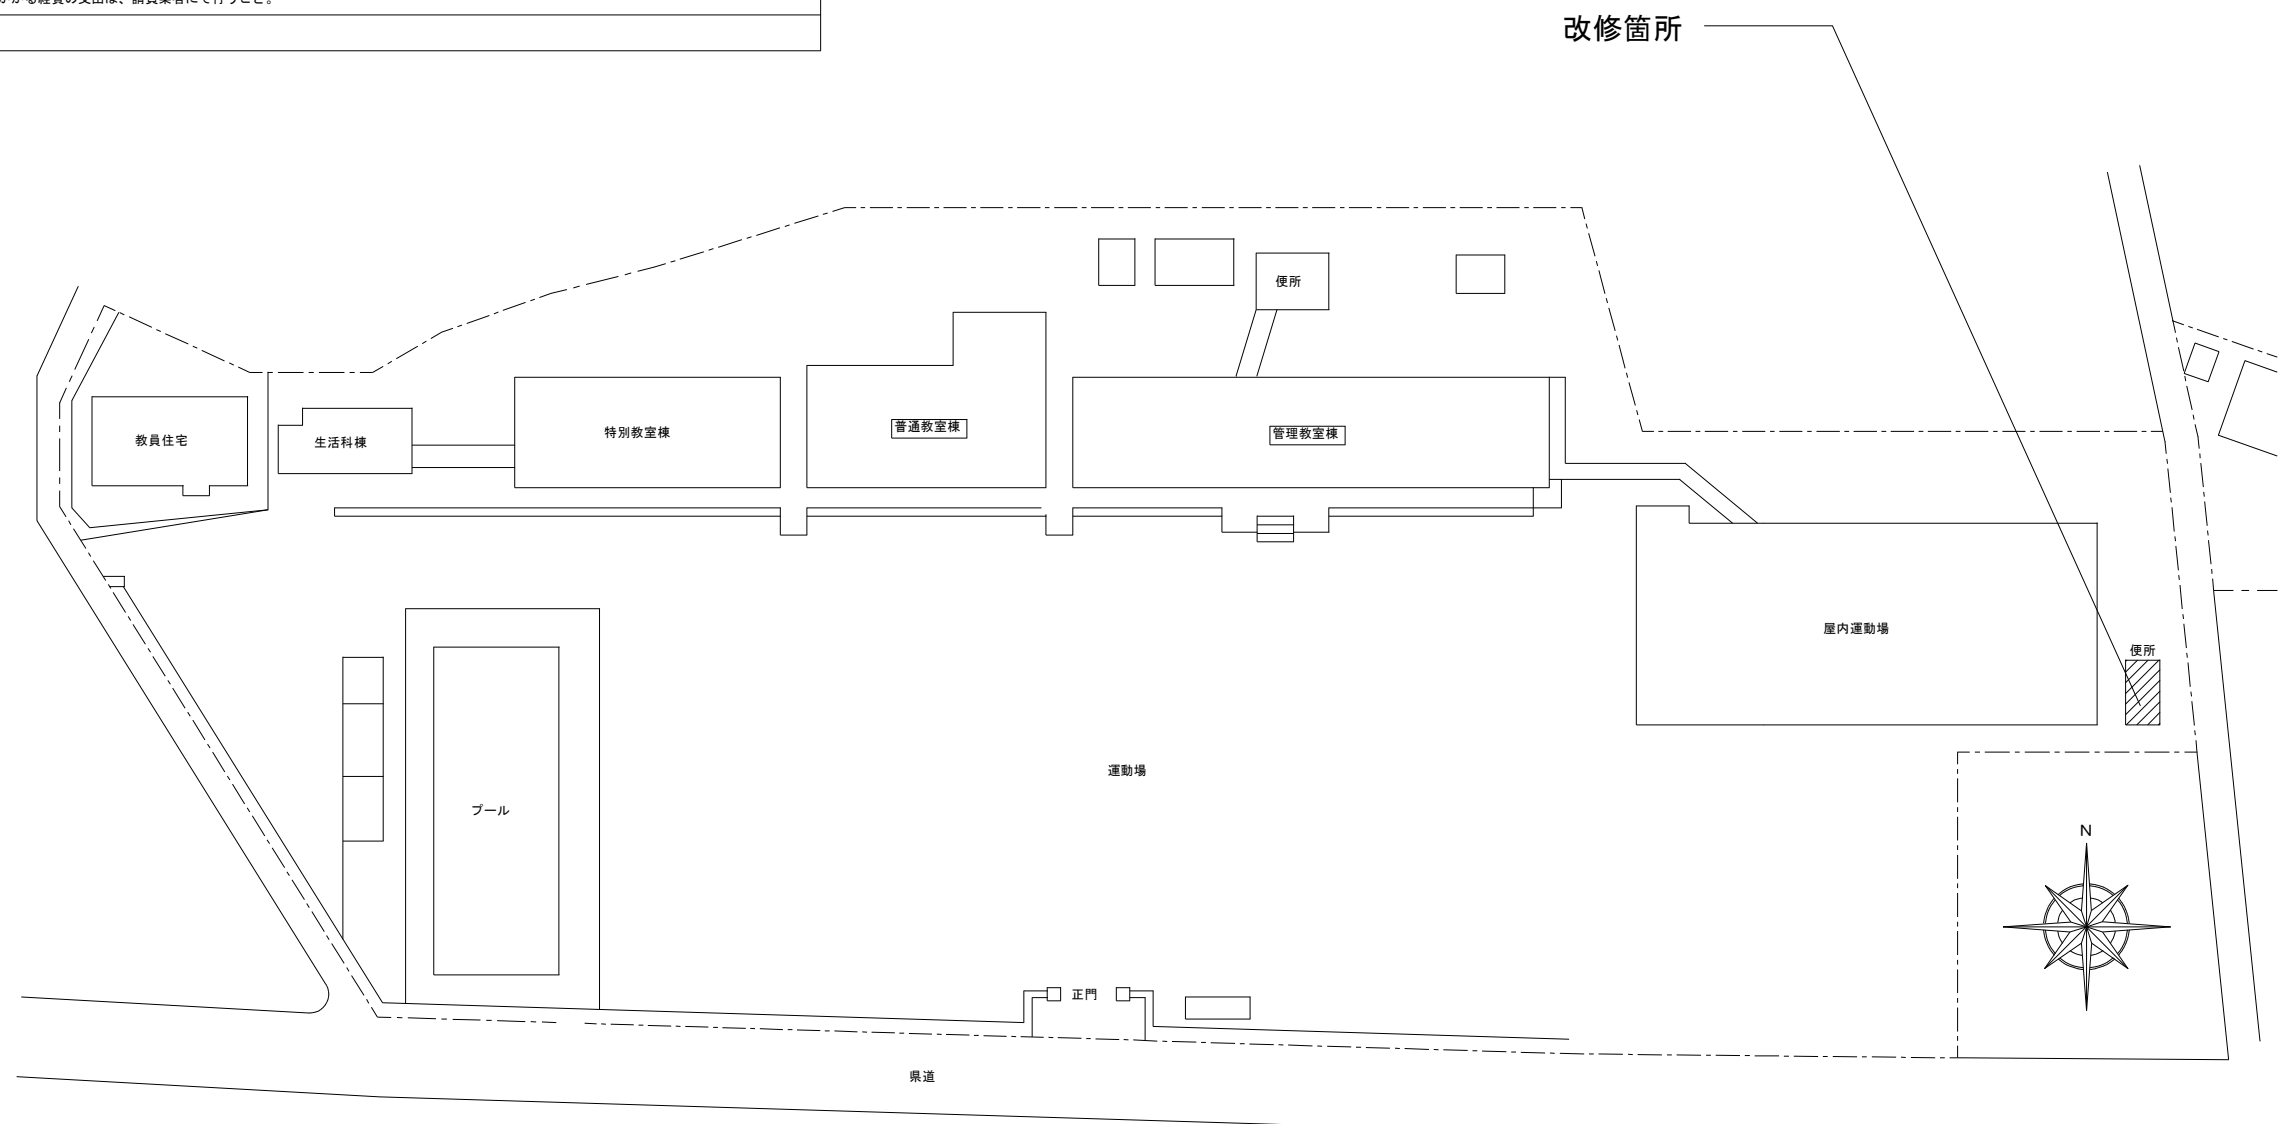 かかる経費の支出は、請負業者にて行うこと。
改修箇所
便所
教員住宅
生活科棟
特別教室棟
普通教室棟
管理教室棟
屋内運動場
便所
運動場
プール
N
正門
県道